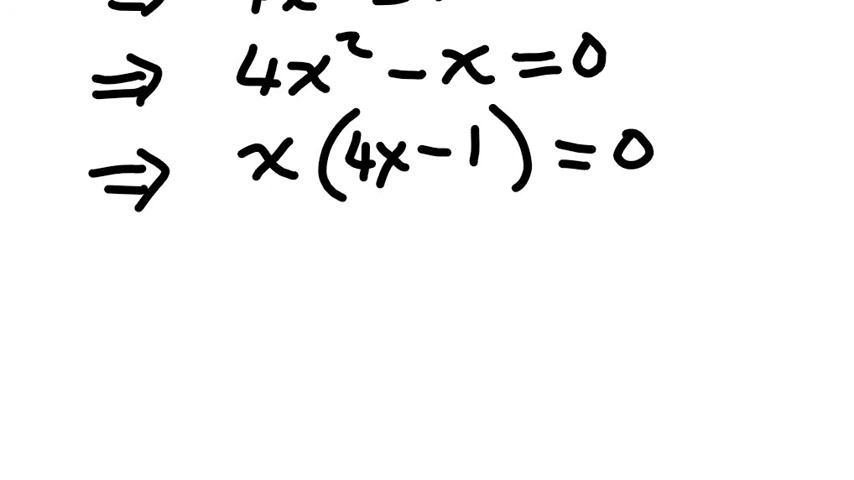 ⇒ 4x² - x = 0
⇒ x(4x - 1) = 0